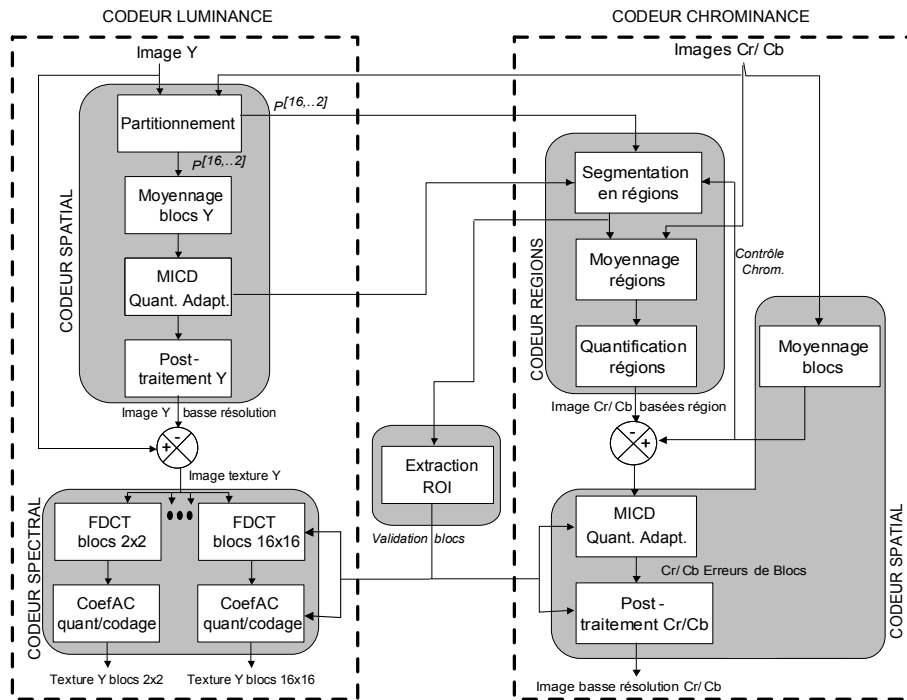 CODEUR LUMINANCE
Image Y
CODEUR SPATIAL
Partitionnement
P[16,..2]
P[16,..2]
Moyennage
blocs Y
MICD
Quant. Adapt.
Post-
traitement Y
Image Y basse résolution
-
+
Image texture Y
CODEUR SPECTRAL
FDCT
blocs 2x2
FDCT
blocs 16x16
CoefAC
quant/codage
CoefAC
quant/codage
Texture Y blocs 2x2
Texture Y blocs 16x16
Extraction
ROI
Validation blocs
CODEUR CHROMINANCE
Images Cr/ Cb
CODEUR REGIONS
Segmentation
en régions
Moyennage
régions
Contrôle
Chrom.
Quantification
régions
Image Cr/ Cb basées région
Moyennage
blocs
-
+
MICD
Quant. Adapt.
Cr/ Cb Erreurs de Blocs
Post -
traitement Cr/Cb
CODEUR SPATIAL
Image basse résolution Cr/ Cb